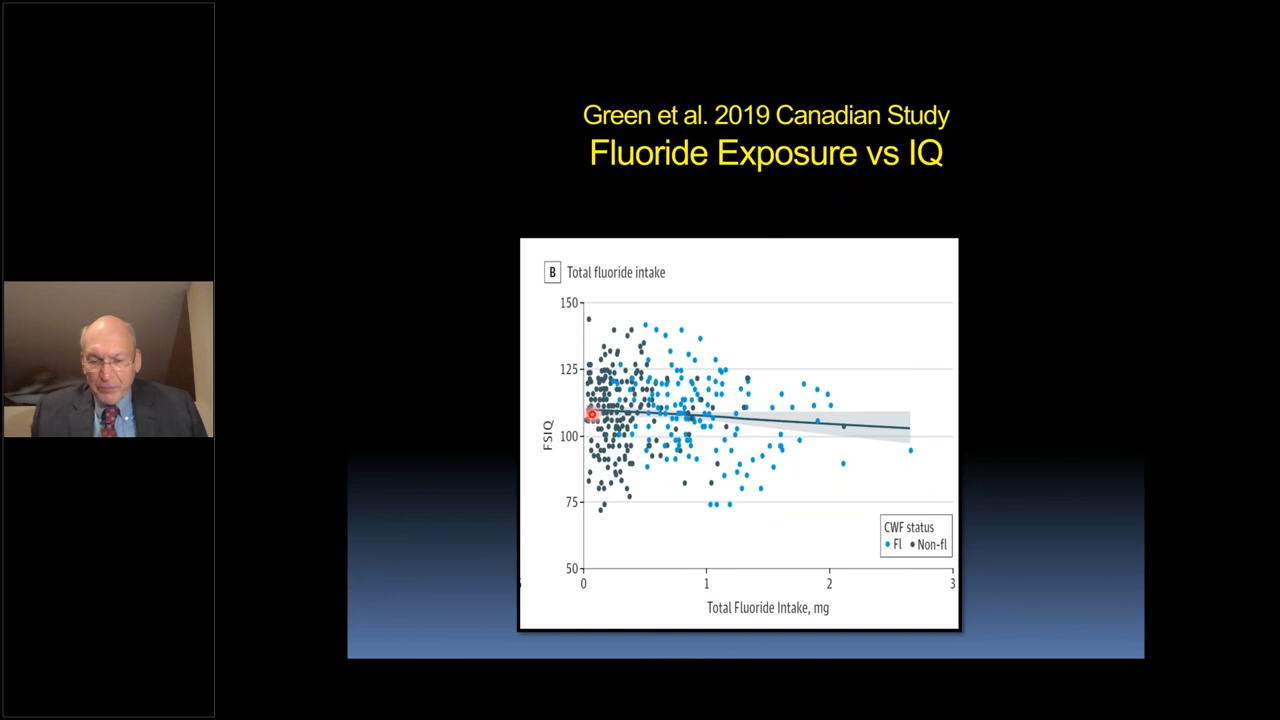 Green et al. 2019 Canadian Study
Fluoride Exposure vs IQ
B Total fluoride intake
150
125
100
75
50
FSIQ
0 1 2 3
Total Fluoride Intake, mg
CWF status
Fl Non-fl